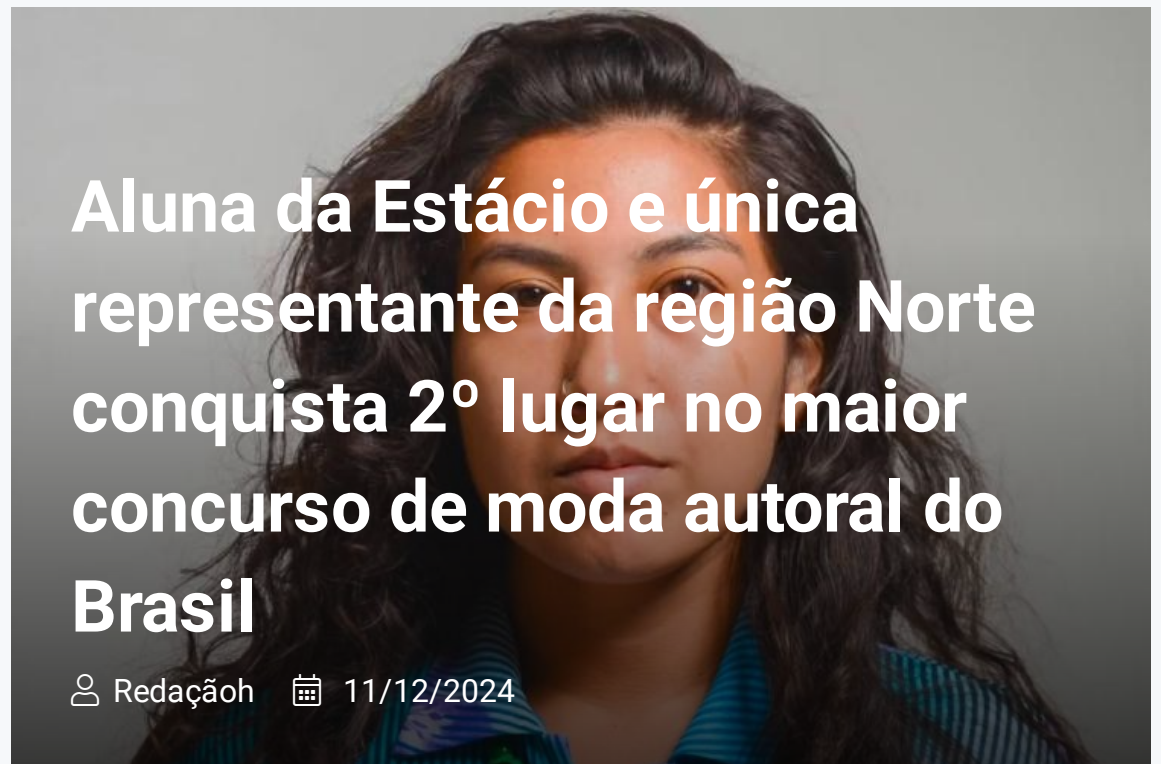 Aluna da Estácio e única
representante da região Norte
conquista 2º lugar no maior
concurso de moda autoral do
Brasil
Redaçãoh 11/12/2024